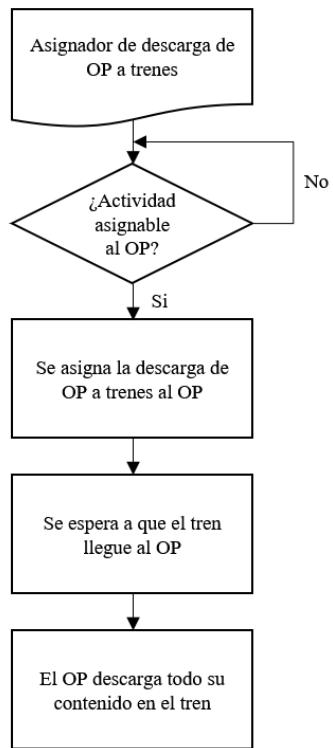 Asignador de descarga de
OP a trenes
No
¿Actividad
asignable
al OP?
Si
Se asigna la descarga de
OP a trenes al OP
Se espera a que el tren
llegue al OP
El OP descarga todo su
contenido en el tren